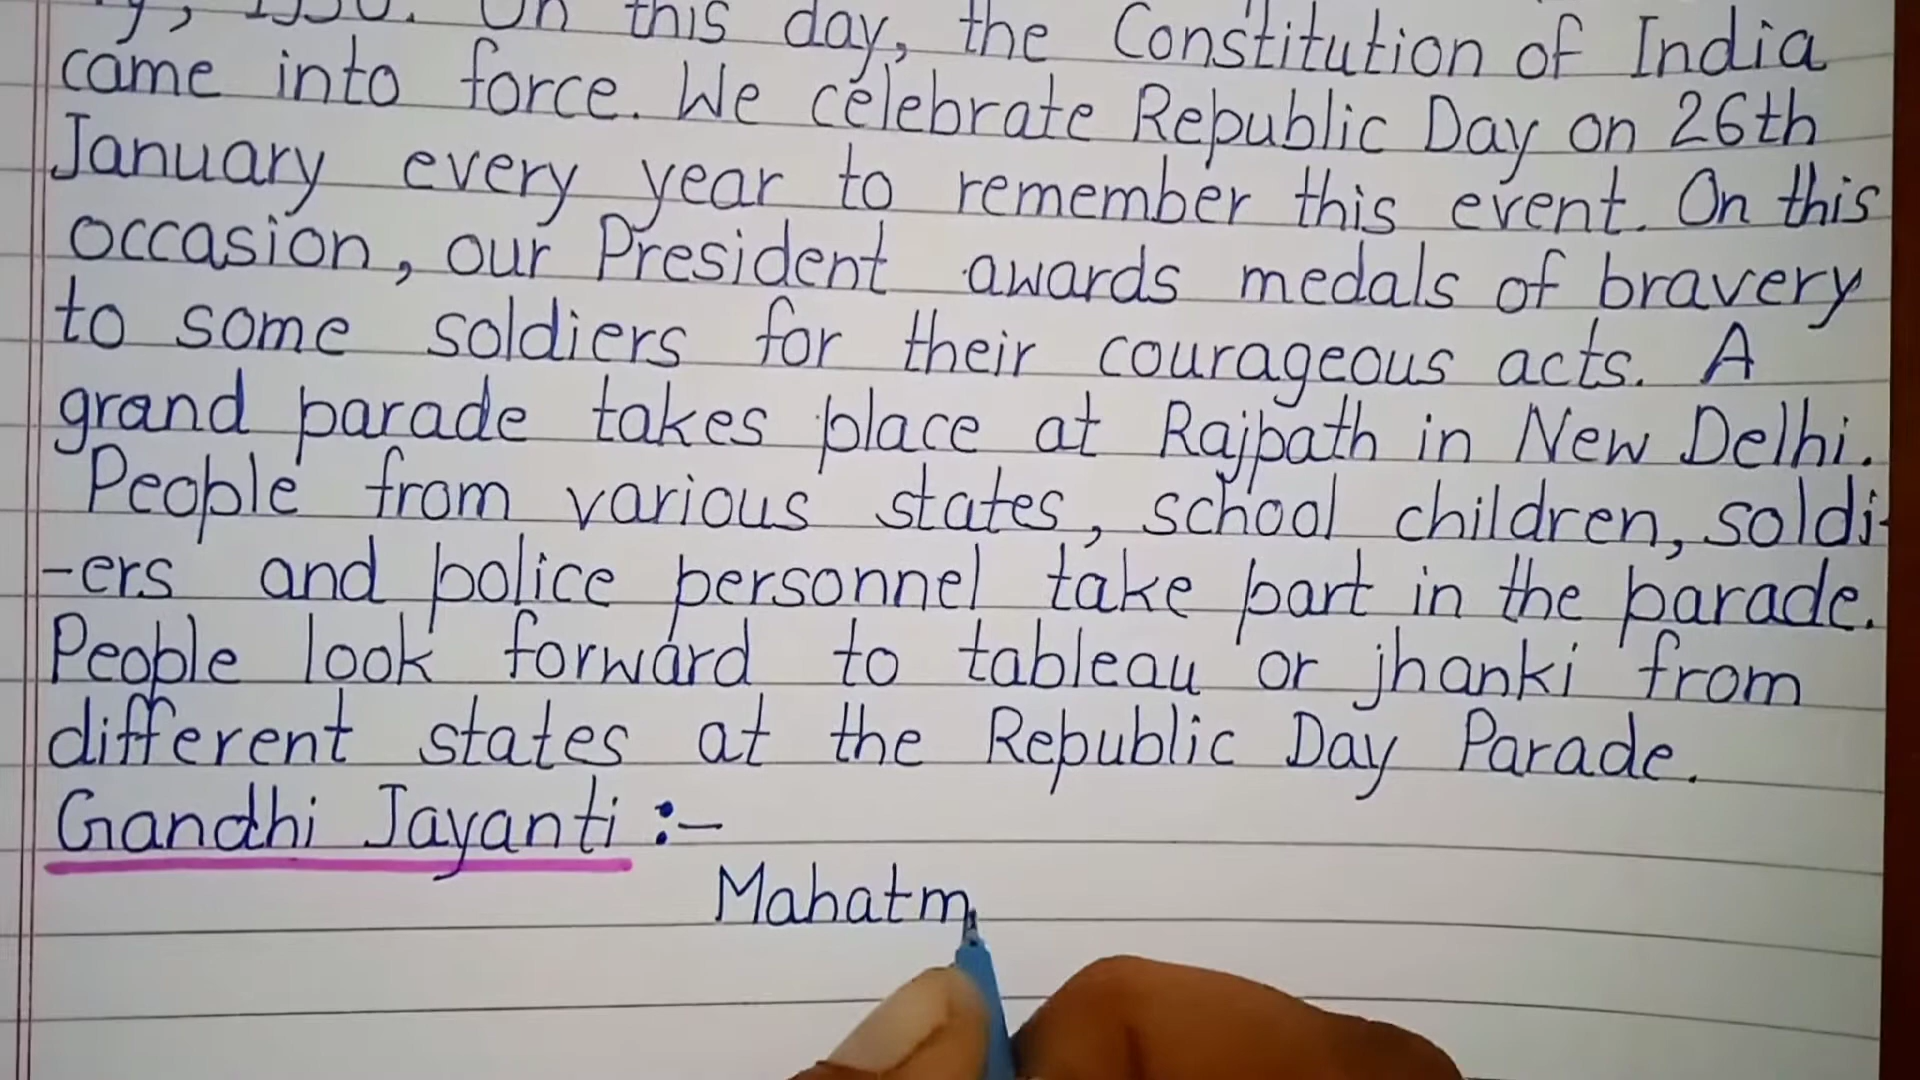 1950. On this day, the Constitution of India
came into force. We celebrate Republic Day on 26th
January every year to remember this event. On this
occasion, our President awards medals of bravery
to some soldiers for their courageous acts. A
grand parade takes place at Rajpath in New Delhi.
People from various states, school children, soldi-
-ers and police personnel take part in the parade.
People look forward to tableau or jhanki from
different states at the Republic Day Parade.
Gandhi Jayanti :-
Mahatm